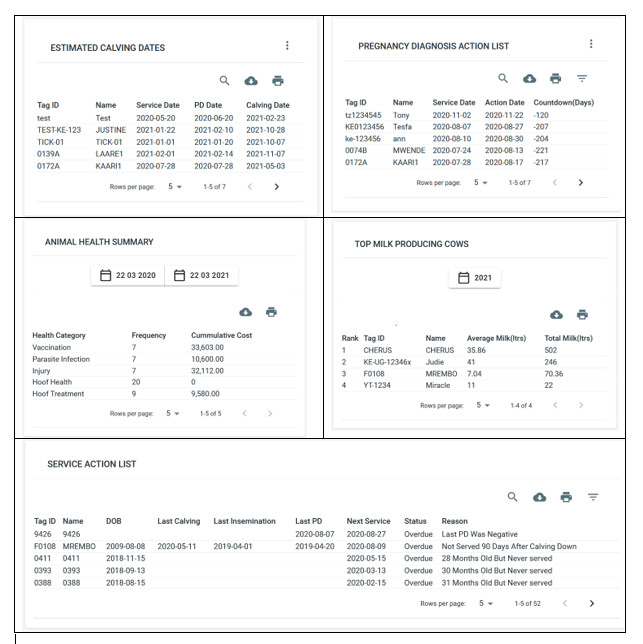 ESTIMATED CALVING DATES
Tag ID Name Service Date PD Date Calving Date
test Test 2020-05-20 2020-06-20 2021-02-23
TEST-KE-123 JUSTINE 2021-01-22 2021-02-10 2021-10-28
TICK-01 TICK-01 2021-01-01 2021-01-20 2021-10-07
0139A LAARE1 2021-02-01 2021-02-14 2021-11-07
0172A KAARI1 2020-07-28 2020-07-28 2021-05-03
Rows per page: 5 1-5 of 7
PREGNANCY DIAGNOSIS ACTION LIST
Tag ID Name Service Date Action Date Countdown(Days)
tz1234545 Tony 2020-11-02 2020-11-22 -120
KE0123456 Tesfa 2020-08-07 2020-08-27 -207
ke-123456 ann 2020-08-10 2020-08-30 -204
0074B MWENDE 2020-07-24 2020-08-13 -221
0172A KAARI1 2020-07-28 2020-08-17 -217
Rows per page: 5 1-5 of 7
ANIMAL HEALTH SUMMARY
22 03 2020 22 03 2021
Health Category Frequency Cummulative Cost
Vaccination 7 33,603.00
Parasite Infection 7 10,600.00
Injury 7 32,112.00
Hoof Health 20 0
Hoof Treatment 9 9,580.00
Rows per page: 5 1-5 of 5
TOP MILK PRODUCING COWS
2021
Rank Tag ID Name Average Milk(ltrs) Total Milk(ltrs)
1 CHERUS CHERUS 35.86 502
2 KE-UG-12346x Judie 41 246
3 F0108 MREMBO 7.04 70.36
4 YT-1234 Miracle 11 22
Rows per page: 5 1-4 of 4
SERVICE ACTION LIST
Tag ID Name DOB Last Calving Last Insemination Last PD Next Service Status Reason
9426 9426 2020-08-07 2020-08-27 Overdue Last PD Was Negative
F0108 MREMBO 2009-08-08 2020-05-11 2019-04-01 2019-04-20 2020-08-09 Overdue Not Served 90 Days After Calving Down
0411 0411 2018-11-15 2020-05-15 Overdue 28 Months Old But Never served
0393 0393 2018-09-13 2020-03-13 Overdue 30 Months Old But Never served
0388 0388 2018-08-15 2020-02-15 Overdue 31 Months Old But Never served
Rows per page: 5 1-5 of 52